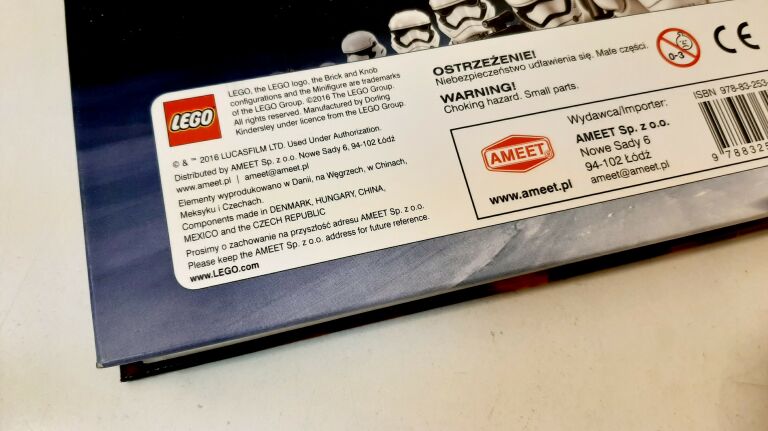 LEGO
LEGO, the LEGO logo, the Brick and Knob
configurations and the Minifigure are trademarks
of the LEGO Group. ©2016 The LEGO Group.
All rights reserved. Manufactured by Dorling
Kindersley under licence from the LEGO Group.
© & ™ 2016 LUCASFILM LTD. Used Under Authorization.
Distributed by AMEET Sp. z o.o. Nowe Sady 6, 94-102 Łódź
www.ameet.pl | ameet@ameet.pl
Elementy wyprodukowano w Danii, na Węgrzech, w Chinach,
Meksyku i Czechach.
Components made in DENMARK, HUNGARY, CHINA,
MEXICO and the CZECH REPUBLIC
Prosimy o zachowanie na przyszłość adresu AMEET Sp. z o.o.
Please keep the AMEET Sp. z o.o. address for future reference.
www.LEGO.com
OSTRZEŻENIE!
Niebezpieczeństwo udławienia się. Małe części.
WARNING!
Choking hazard. Small parts.
0-3
CE
AMEET
www.ameet.pl
Wydawca/Importer:
AMEET Sp. z o.o.
Nowe Sady 6
94-102 Łódź
ameet@ameet.pl
ISBN 978-83-253-
9 788325